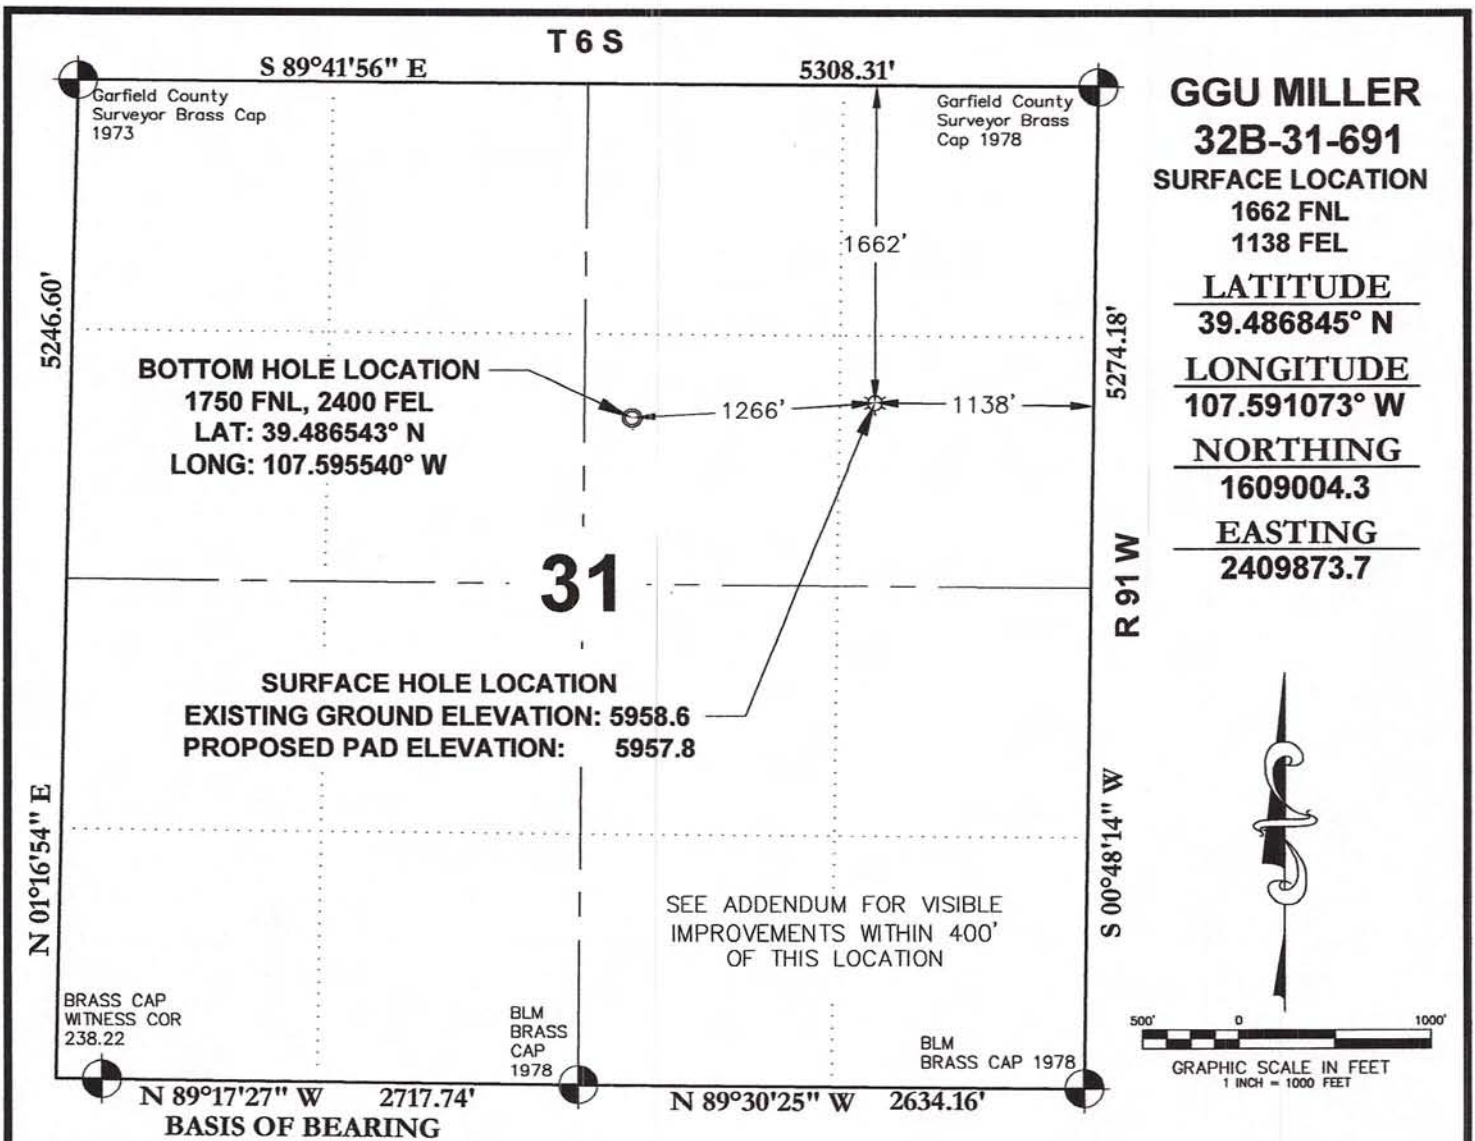 T 6 S
S 89°41'56" E
5308.31'
Garfield County
Surveyor Brass Cap
1973
Garfield County
Surveyor Brass
Cap 1978
GGU MILLER
32B-31-691
SURFACE LOCATION
1662 FNL
1138 FEL
LATITUDE
39.486845° N
LONGITUDE
107.591073° W
NORTHING
1609004.3
EASTING
2409873.7
1662'
5246.60'
5274.18'
BOTTOM HOLE LOCATION
1750 FNL, 2400 FEL
LAT: 39.486543° N
LONG: 107.595540° W
1266'
1138'
31
R 91 W
SURFACE HOLE LOCATION
EXISTING GROUND ELEVATION: 5958.6
PROPOSED PAD ELEVATION: 5957.8
N 01°16'54" E
S 00°48'14" W
SEE ADDENDUM FOR VISIBLE
IMPROVEMENTS WITHIN 400'
OF THIS LOCATION
BRASS CAP
WITNESS COR
238.22
BLM
BRASS
CAP
1978
BLM
BRASS CAP 1978
500' 0 1000'
GRAPHIC SCALE IN FEET
1 INCH = 1000 FEET
N 89°17'27" W 2717.74'
BASIS OF BEARING
N 89°30'25" W 2634.16'